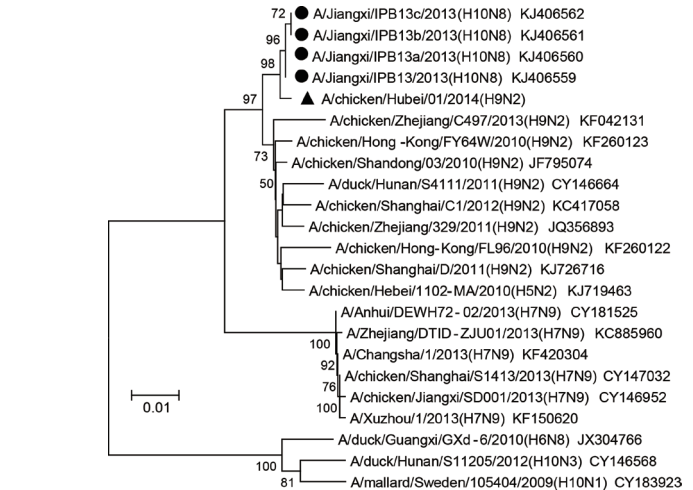 72 A/Jiangxi/IPB13c/2013(H10N8) KJ406562
A/Jiangxi/IPB13b/2013(H10N8) KJ406561
96
A/Jiangxi/IPB13a/2013(H10N8) KJ406560
98
A/Jiangxi/IPB13/2013(H10N8) KJ406559
97 A/chicken/Hubei/01/2014(H9N2)
A/chicken/Zhejiang/C497/2013(H9N2) KF042131
A/chicken/Hong -Kong/FY64W/2010(H9N2) KF260123
73 A/chicken/Shandong/03/2010(H9N2) JF795074
50 A/duck/Hunan/S4111/2011(H9N2) CY146664
A/chicken/Shanghai/C1/2012(H9N2) KC417058
A/chicken/Zhejiang/329/2011(H9N2) JQ356893
A/chicken/Hong-Kong/FL96/2010(H9N2) KF260122
A/chicken/Shanghai/D/2011(H9N2) KJ726716
A/chicken/Hebei/1102-MA/2010(H5N2) KJ719463
A/Anhui/DEWH72-02/2013(H7N9) CY181525
A/Zhejiang/DTID-ZJU01/2013(H7N9) KC885960
100
A/Changsha/1/2013(H7N9) KF420304
92
A/chicken/Shanghai/S1413/2013(H7N9) CY147032
76
A/chicken/Jiangxi/SD001/2013(H7N9) CY146952
100
0.01
A/Xuzhou/1/2013(H7N9) KF150620
A/duck/Guangxi/GXd-6/2010(H6N8) JX304766
100 A/duck/Hunan/S11205/2012(H10N3) CY146568
81 A/mallard/Sweden/105404/2009(H10N1) CY183923